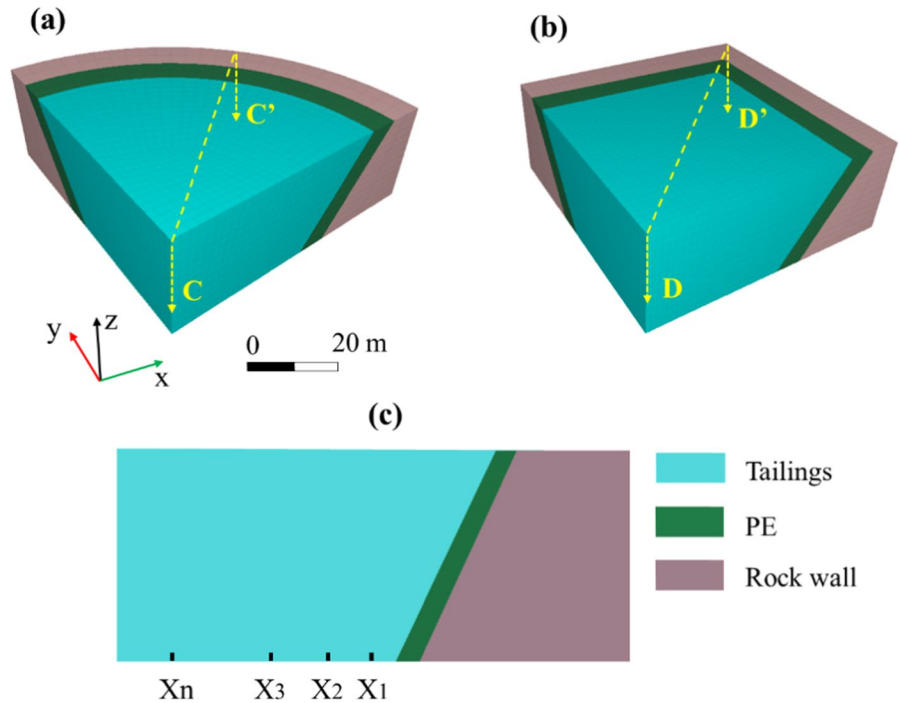 (a)
(b)
C’
D’
C
D
y
z
x
0
20 m
(c)
Tailings
PE
Rock wall
Xn
X3
X2
X1